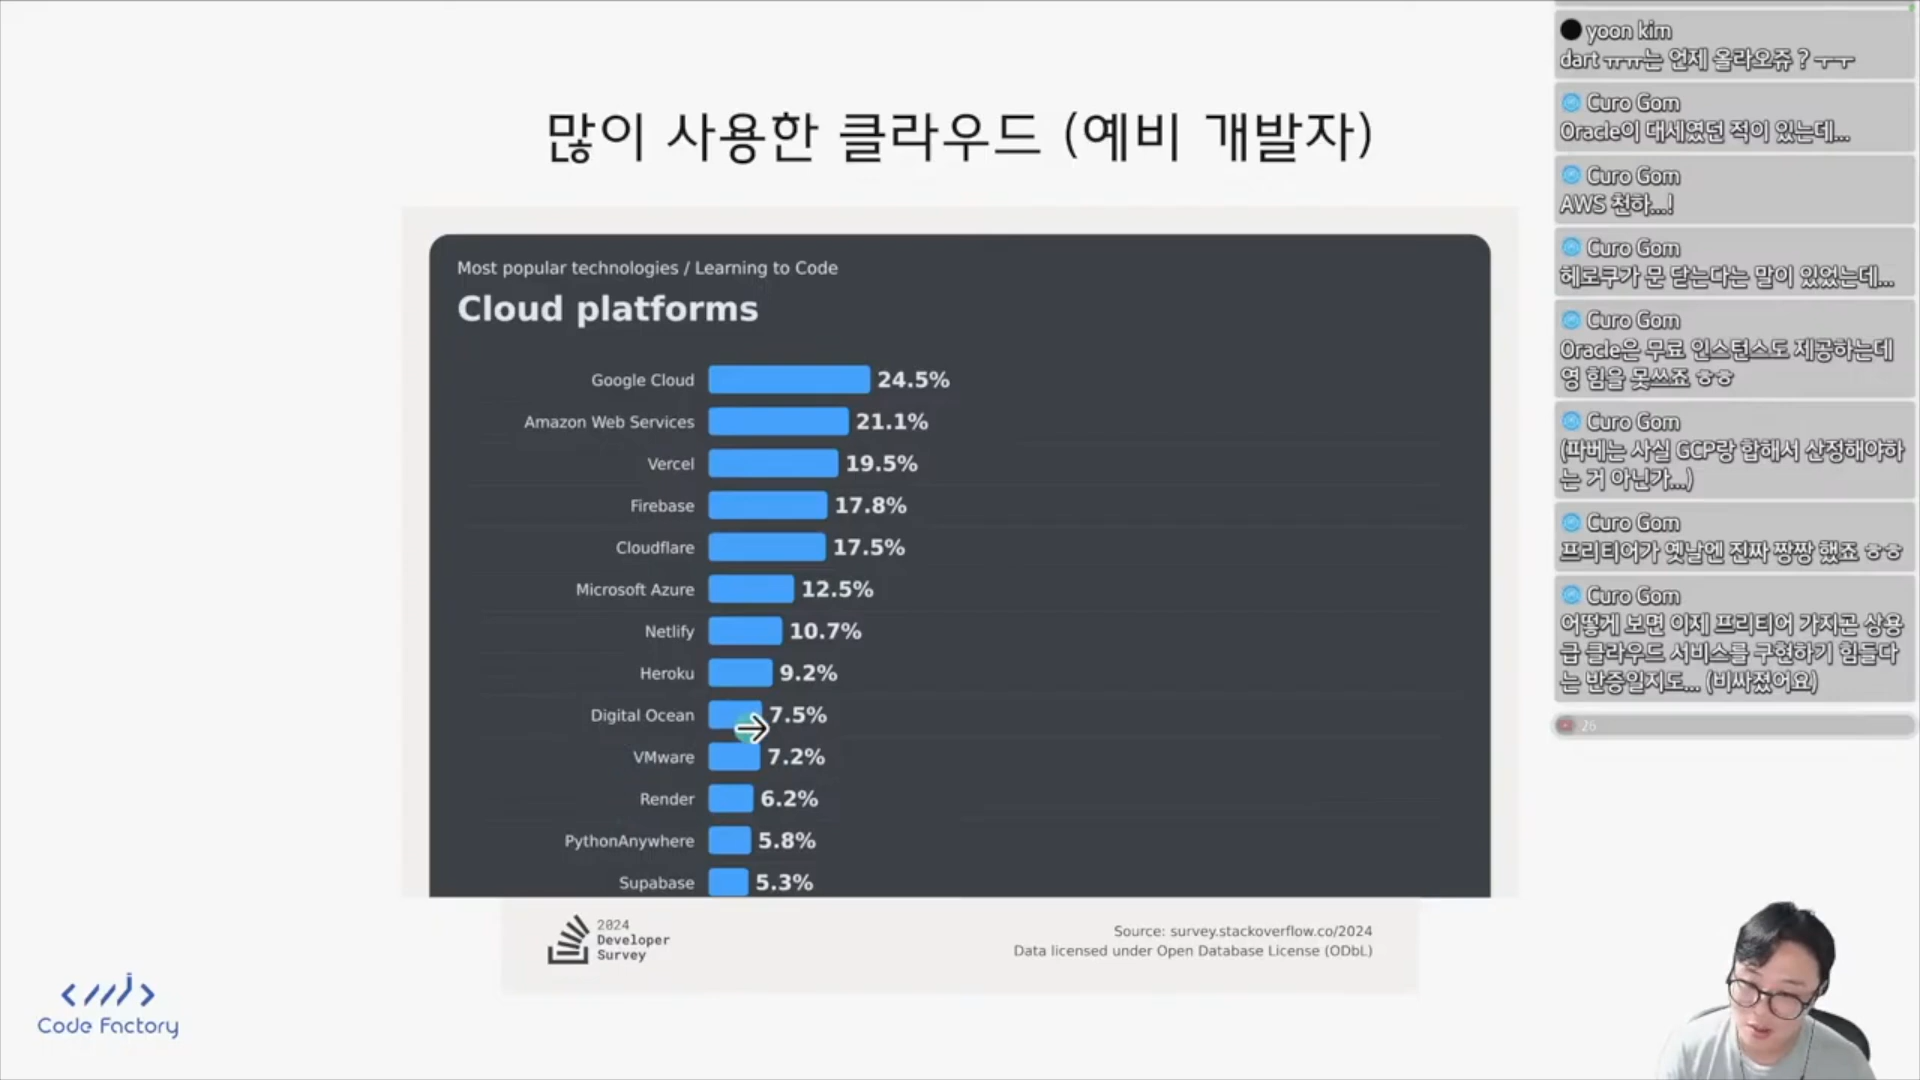 많이 사용한 클라우드 (예비 개발자)
Most popular technologies / Learning to Code
Cloud platforms
Google Cloud 24.5%
Amazon Web Services 21.1%
Vercel 19.5%
Firebase 17.8%
Cloudflare 17.5%
Microsoft Azure 12.5%
Netlify 10.7%
Heroku 9.2%
Digital Ocean 7.5%
VMware 7.2%
Render 6.2%
PythonAnywhere 5.8%
Supabase 5.3%
2024
Developer
Survey
Source: survey.stackoverflow.co/2024
Data licensed under Open Database License (ODbL)
Code Factory
yoon kim
dart ㅠㅠ는 언제 올라오쥬 ? ㅜㅜ
Curo Gom
Oracle이 대세였던 적이 있는데...
Curo Gom
AWS 천하...!
Curo Gom
헤로쿠가 문 닫는다는 말이 있었는데...
Curo Gom
Oracle은 무료 인스턴스도 제공하는데
영 힘을 못쓰죠 ㅎㅎ
Curo Gom
(파베는 사실 GCP랑 합해서 산정해야하
는 거 아닌가...)
Curo Gom
프리티어가 옛날엔 진짜 짱짱 했죠 ㅎㅎ
Curo Gom
어떻게 보면 이제 프리티어 가지곤 상용
급 클라우드 서비스를 구현하기 힘들다
는 반증일지도... (비싸졌어요)
26